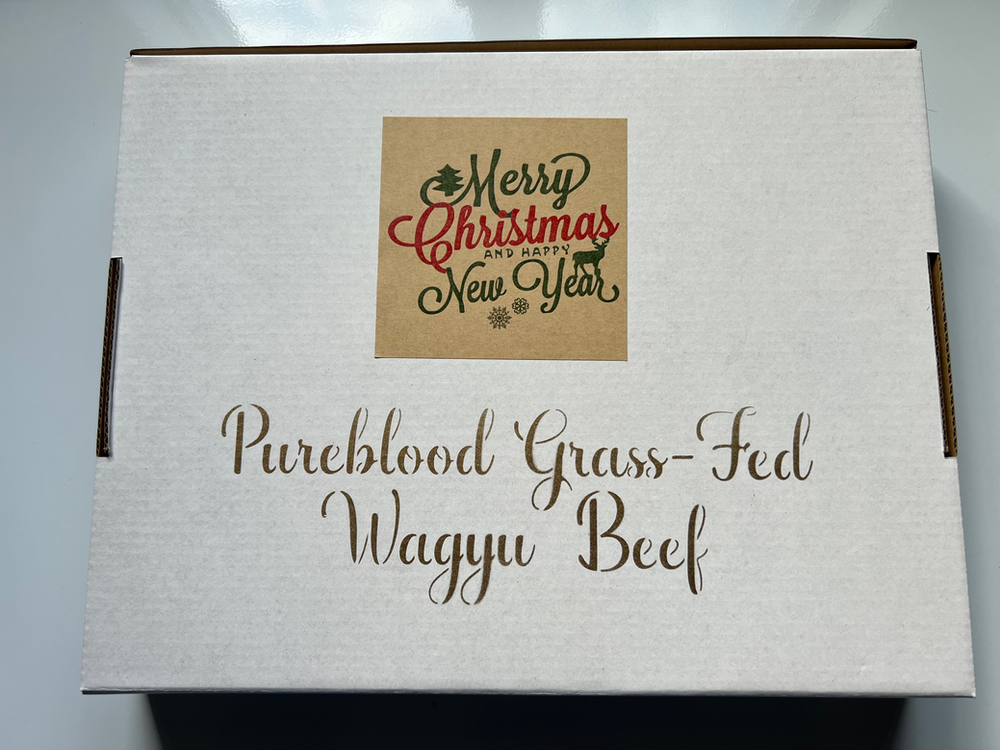 Merry
Christmas
AND HAPPY
New Year
Pureblood Grass-Fed
Wagyu Beef